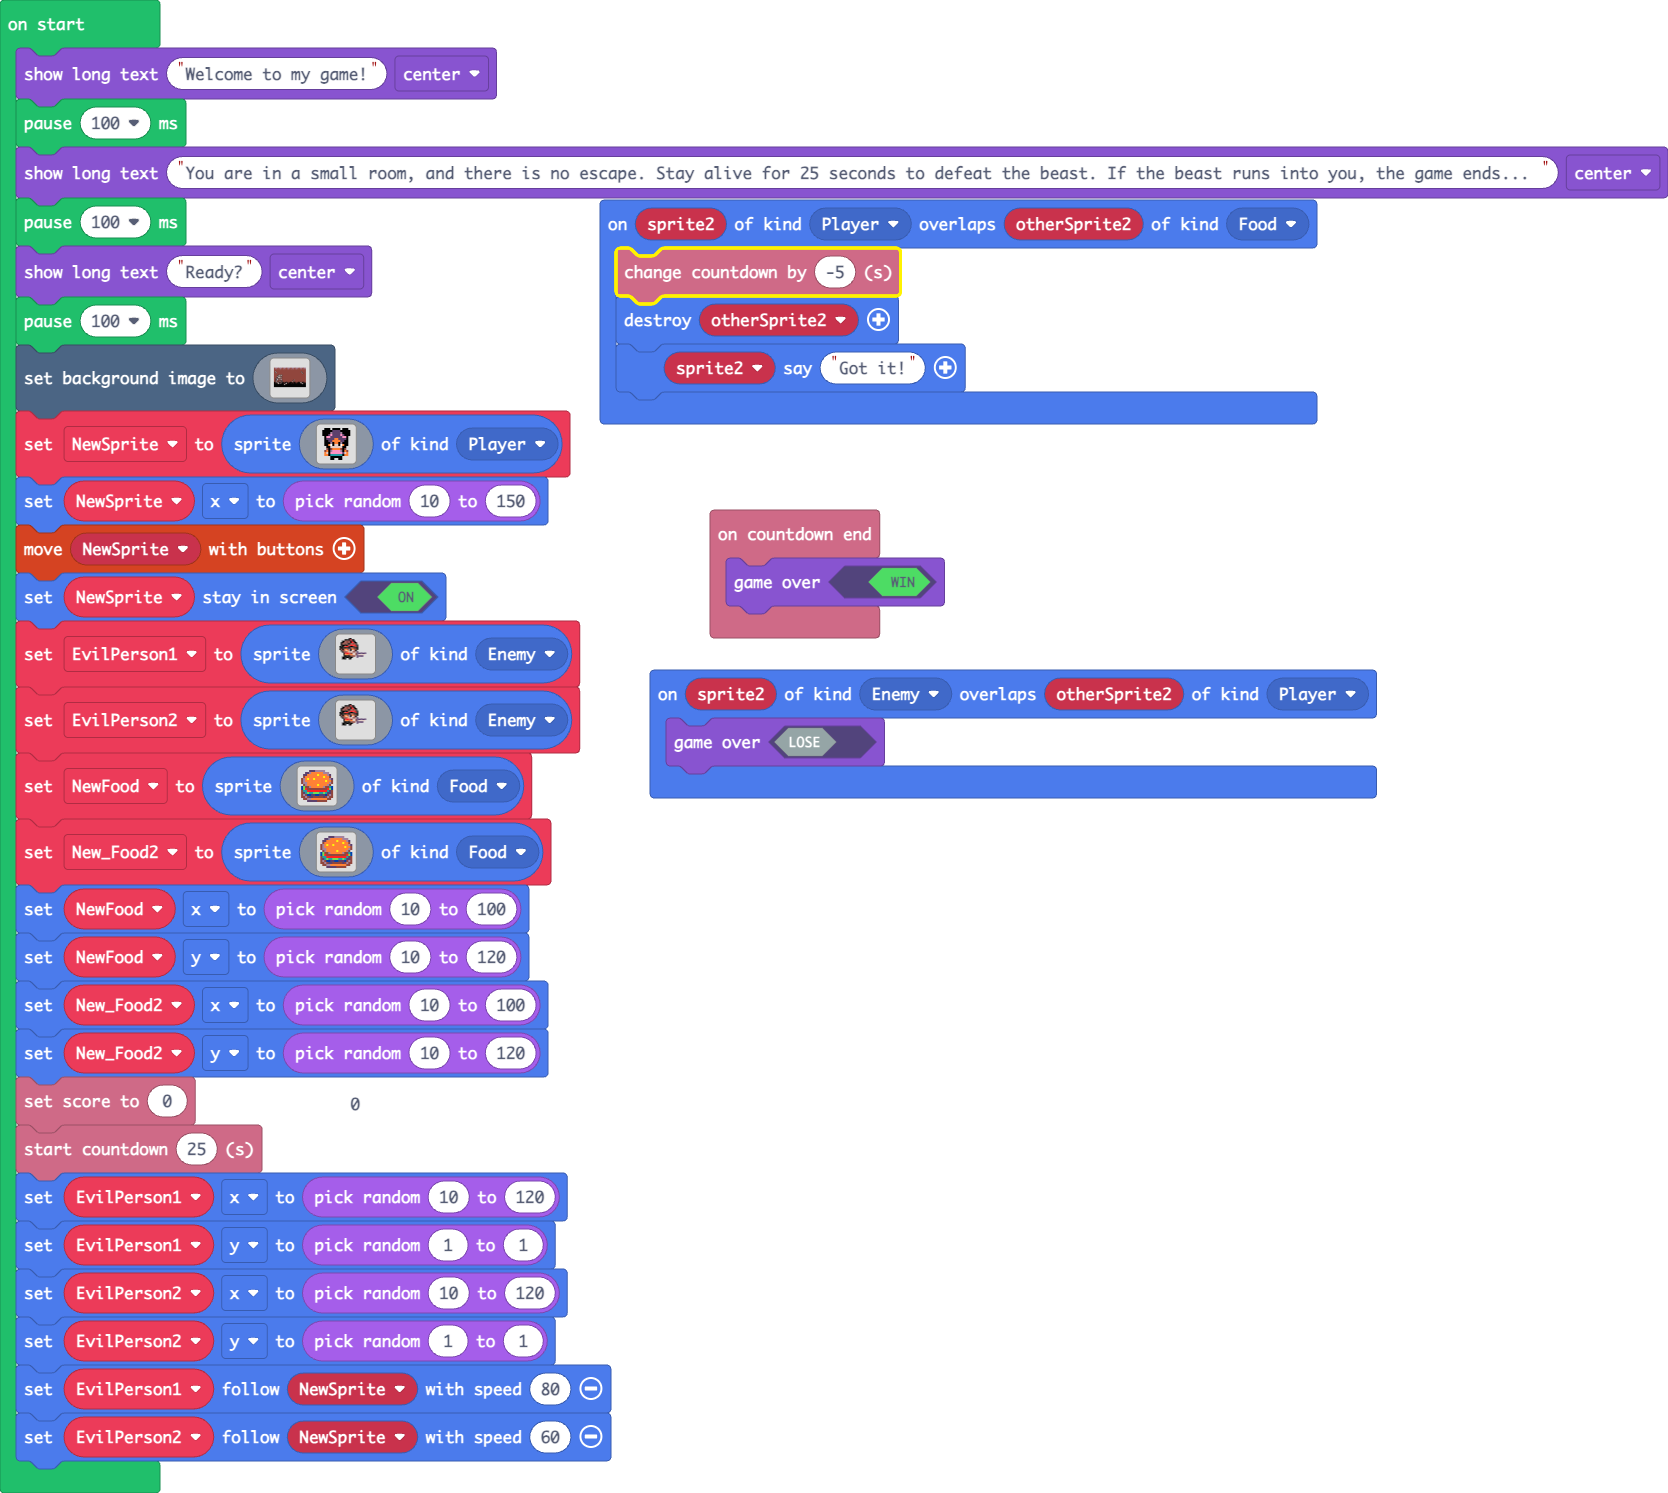 on start
show long text "Welcome to my game!" center
pause 100 ms
show long text "You are in a small room, and there is no escape. Stay alive for 25 seconds to defeat the beast. If the beast runs into you, the game ends... " center
pause 100 ms
show long text "Ready?" center
pause 100 ms
set background image to
set NewSprite to sprite of kind Player
set NewSprite x to pick random 10 to 150
move NewSprite with buttons
set NewSprite stay in screen ON
set EvilPerson1 to sprite of kind Enemy
set EvilPerson2 to sprite of kind Enemy
set NewFood to sprite of kind Food
set New_Food2 to sprite of kind Food
set NewFood x to pick random 10 to 100
set NewFood y to pick random 10 to 120
set New_Food2 x to pick random 10 to 100
set New_Food2 y to pick random 10 to 120
set score to 0
0
start countdown 25 (s)
set EvilPerson1 x to pick random 10 to 120
set EvilPerson1 y to pick random 1 to 1
set EvilPerson2 x to pick random 10 to 120
set EvilPerson2 y to pick random 1 to 1
set EvilPerson1 follow NewSprite with speed 80
set EvilPerson2 follow NewSprite with speed 60
on sprite2 of kind Player overlaps otherSprite2 of kind Food
change countdown by -5 (s)
destroy otherSprite2
sprite2 say "Got it!"
on countdown end
game over WIN
on sprite2 of kind Enemy overlaps otherSprite2 of kind Player
game over LOSE